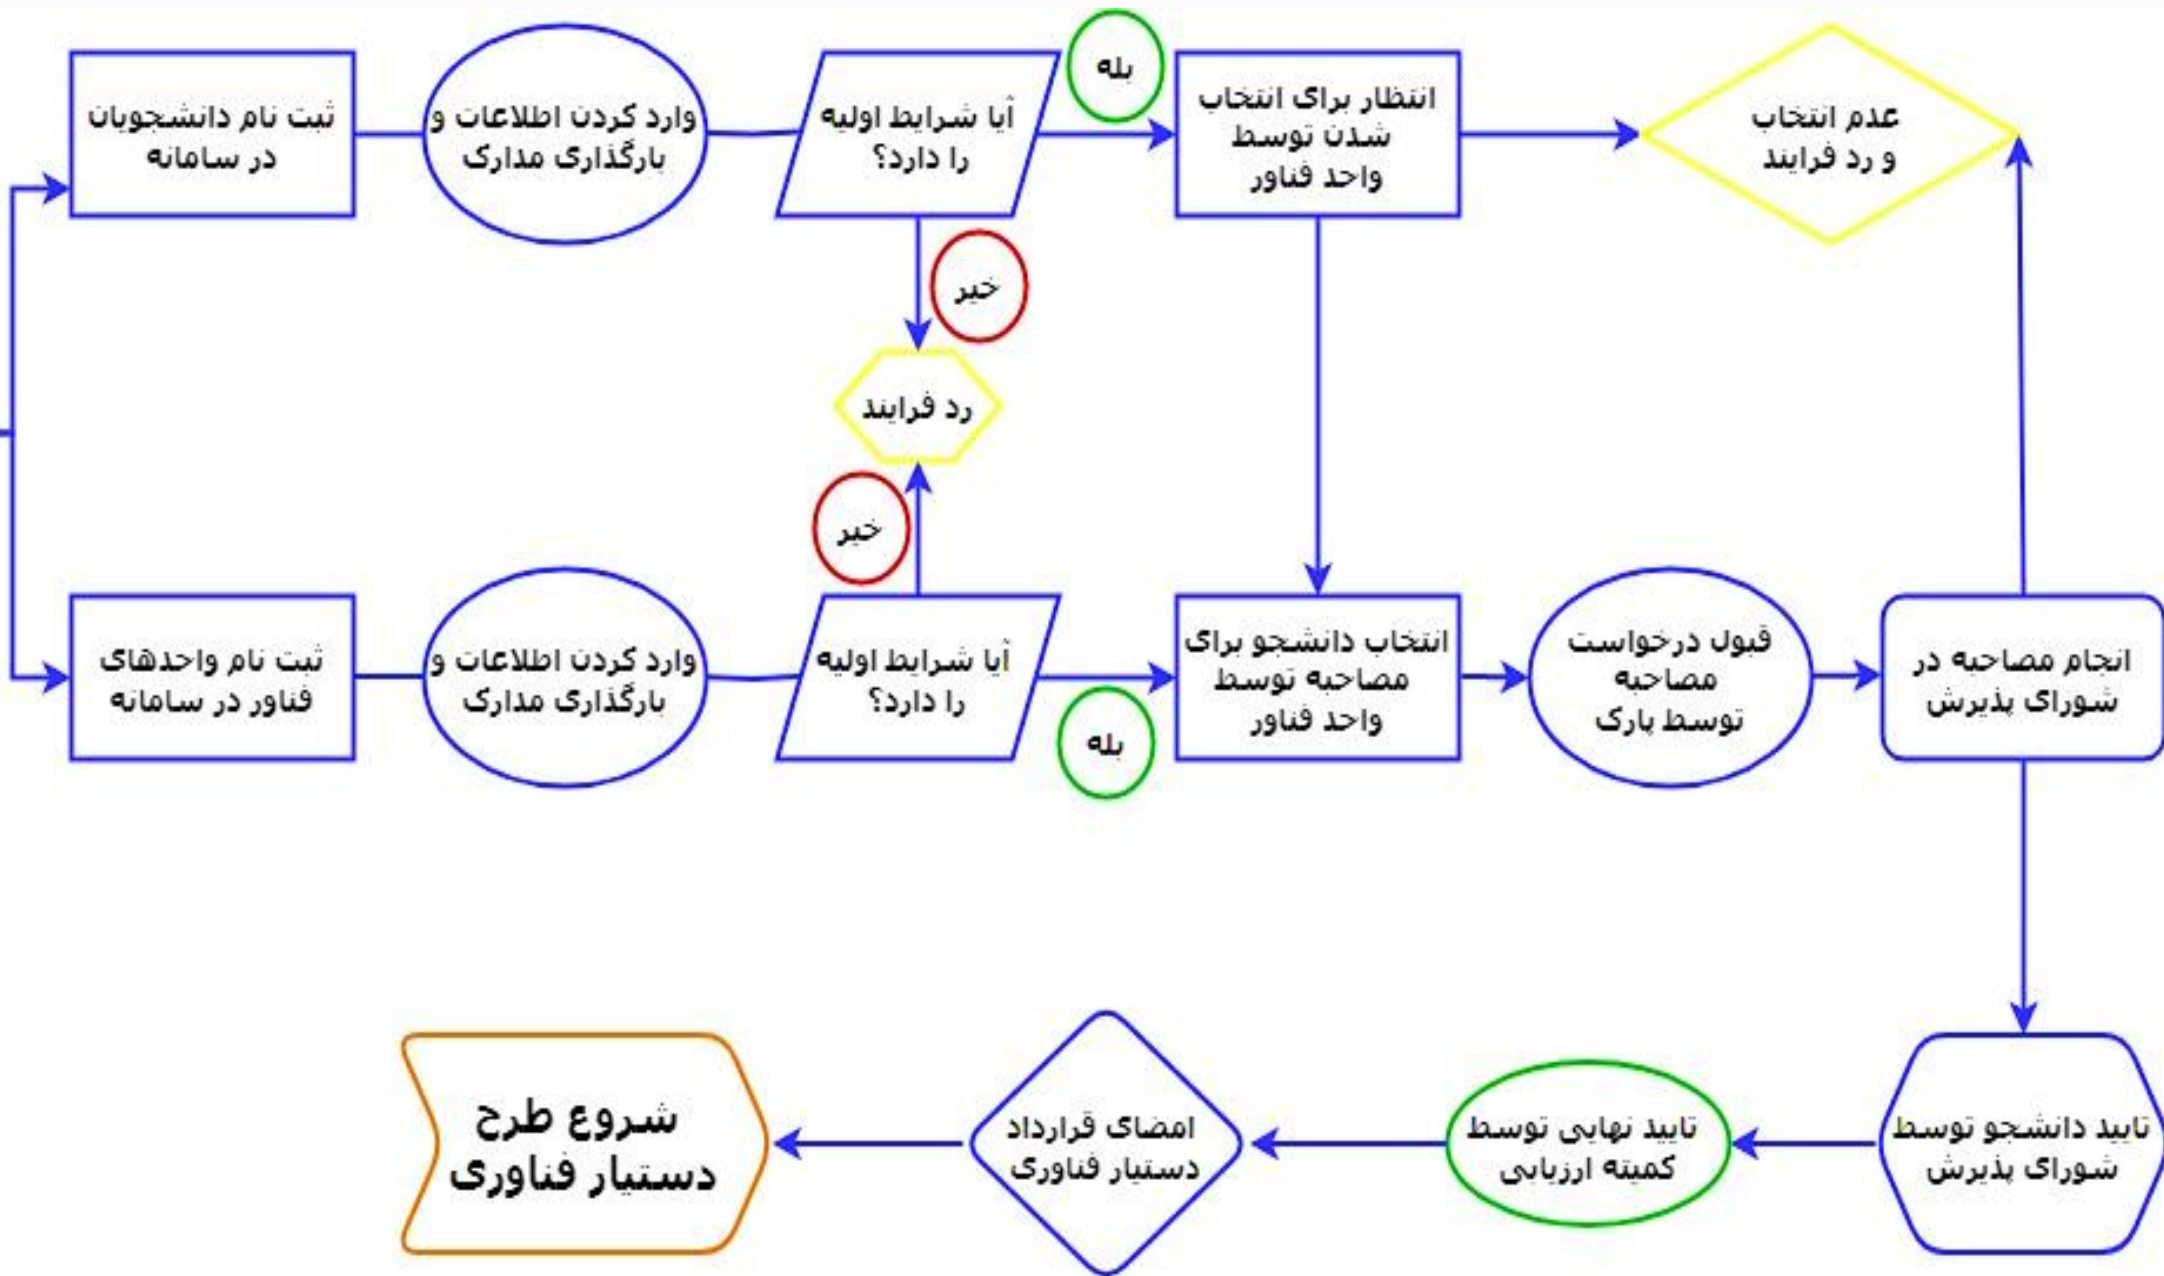 ثبت نام دانشجویان
در سامانه
وارد کردن اطلاعات و
بارگذاری مدارک
آیا شرایط اولیه
را دارد؟
بله
انتظار برای انتخاب
شدن توسط
واحد فناور
عدم انتخاب
و رد فرایند
خیر
رد فرایند
خیر
ثبت نام واحدهای
فناور در سامانه
وارد کردن اطلاعات و
بارگذاری مدارک
آیا شرایط اولیه
را دارد؟
بله
انتخاب دانشجو برای
مصاحبه توسط
واحد فناور
قبول درخواست
مصاحبه
توسط پارک
انجام مصاحبه در
شورای پذیرش
تایید دانشجو توسط
شورای پذیرش
تایید نهایی توسط
کمیته ارزیابی
امضای قرارداد
دستیار فناوری
شروع طرح
دستیار فناوری